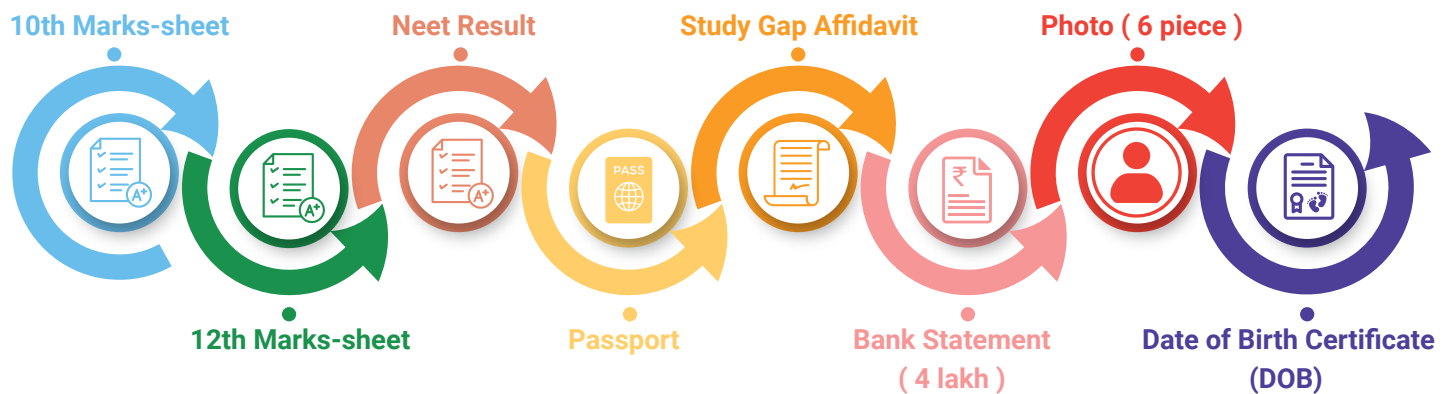 10th Marks-sheet
Neet Result
Study Gap Affidavit
Photo ( 6 piece )
A+
A+
A+
PASS
₹
12th Marks-sheet
Passport
Bank Statement
( 4 lakh )
Date of Birth Certificate
(DOB)